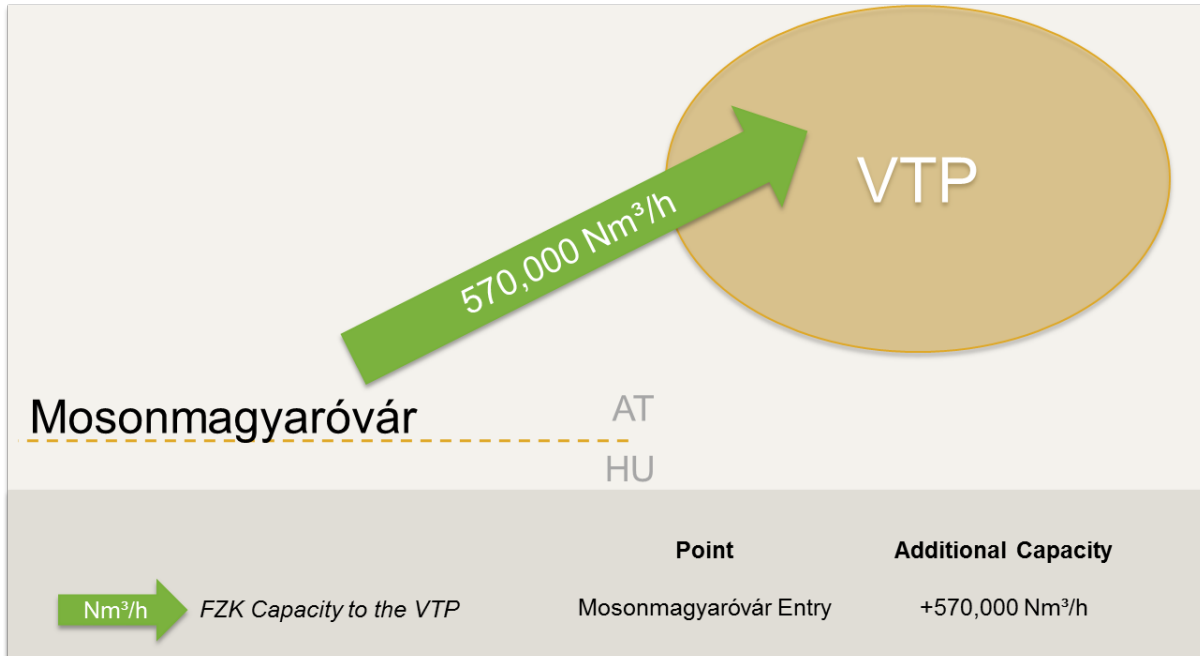 VTP
570,000 Nm³/h
Mosonmagyaróvár
AT
HU
Point Additional Capacity
Nm³/h FZK Capacity to the VTP Mosonmagyaróvár Entry +570,000 Nm³/h